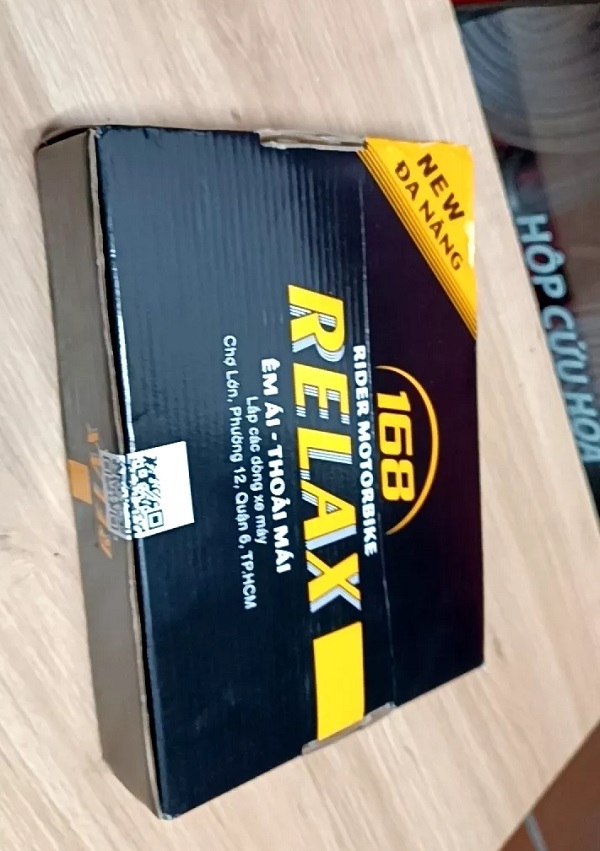 NEW
ĐA NĂNG
168
RIDER MOTORBIKE
RELAX
ÊM ÁI - THOẢI MÁI
Lắp các dòng xe máy
Chợ Lớn, Phường 12, Quận 6, TP.HCM
HỘP CỨU HOẢ